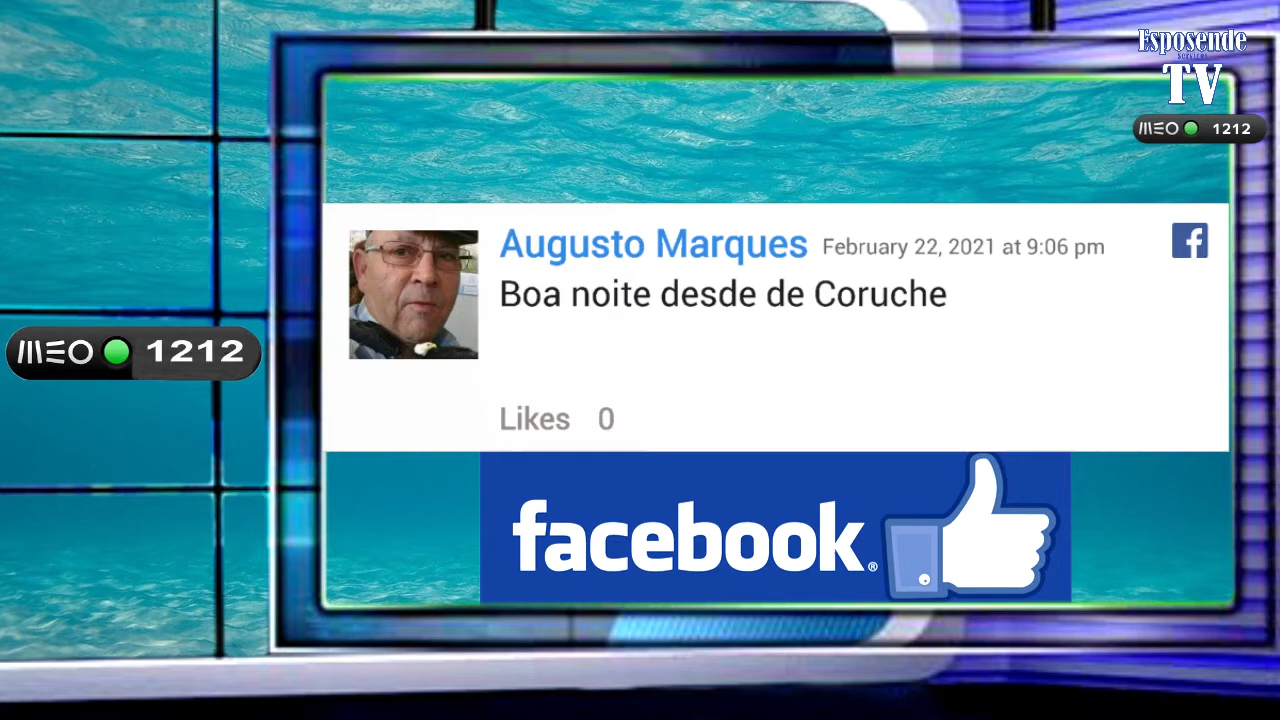 Esposende
Services
TV
MEO 1212
Augusto Marques February 22, 2021 at 9:06 pm
Boa noite desde de Coruche
MEO 1212
Likes 0
facebook®